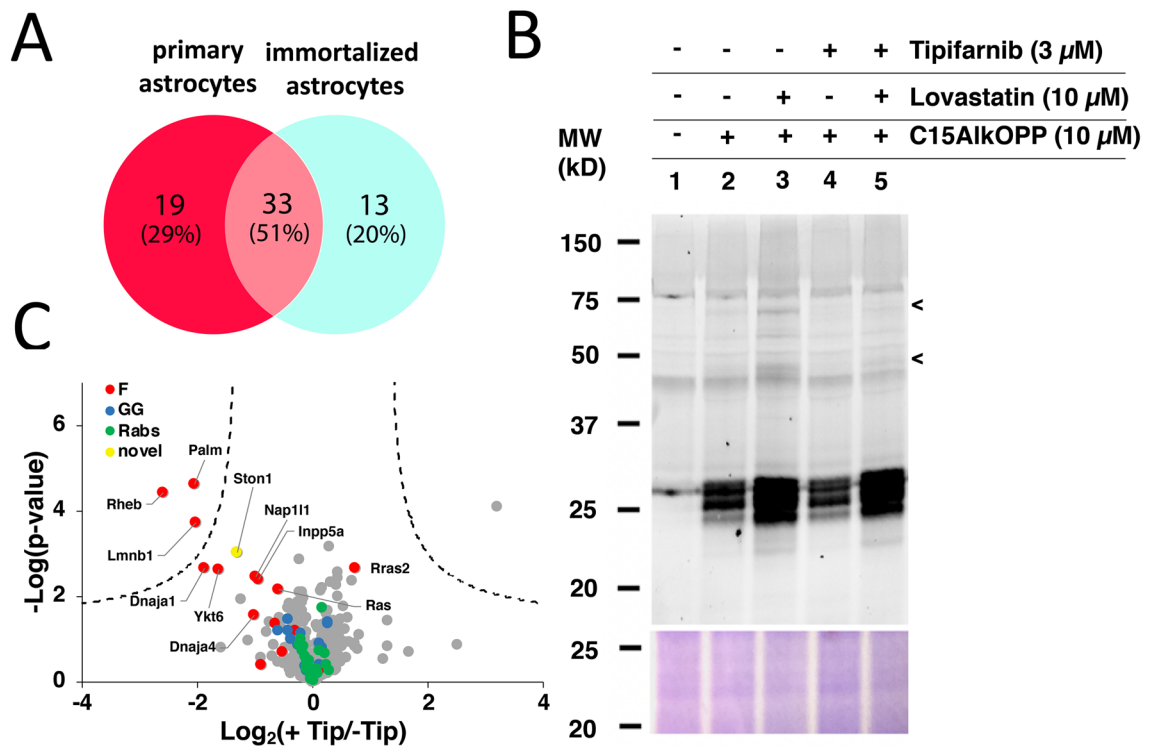 A
primary
astrocytes
immortalized
astrocytes
19
(29%)
33
(51%)
13
(20%)
B
- - - + + Tipifarnib (3 µM)
- - + - + Lovastatin (10 µM)
- + + + + C15AlkOPP (10 µM)
MW
(kD)
1 2 3 4 5
150
75
<
50
<
37
25
20
25
20
C
F
GG
Rabs
novel
-Log(p-value)
6
4
2
0
Palm
Rheb
Ston1
Nap1l1
Inpp5a
Lmnb1
Rras2
Dnaja1
Ykt6
Ras
Dnaja4
-4 -2 0 2 4
Log2(+ Tip/-Tip)